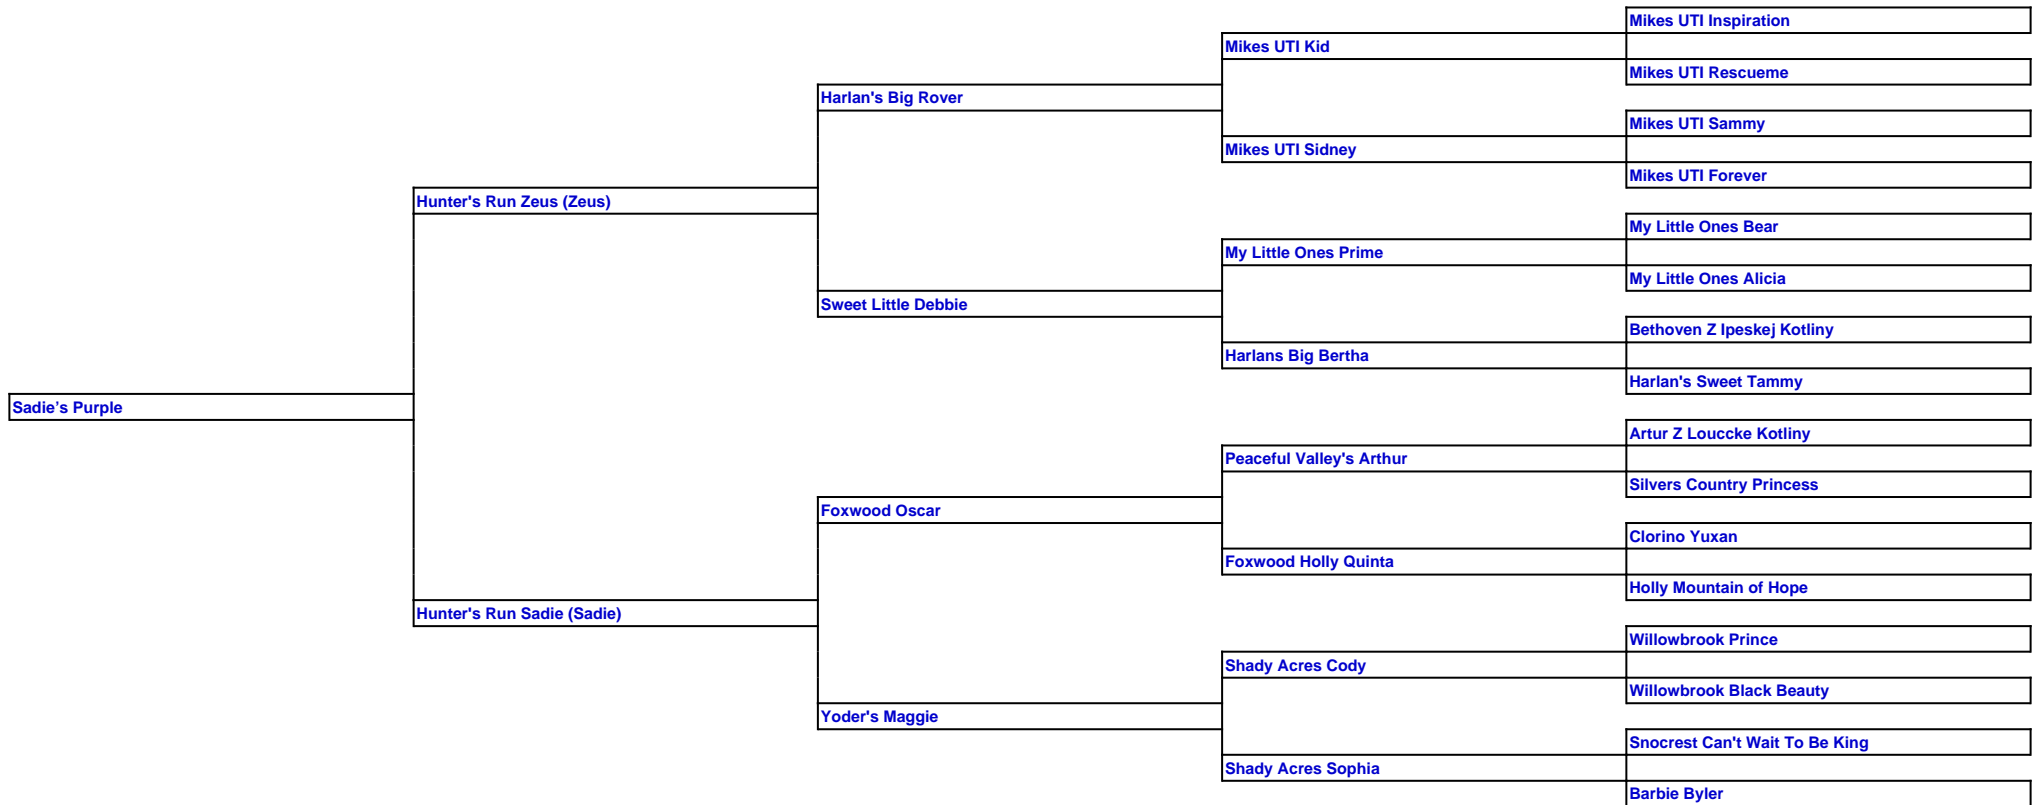 Mikes UTI Inspiration
Mikes UTI Kid
Mikes UTI Rescueme
Harlan's Big Rover
Mikes UTI Sammy
Mikes UTI Sidney
Mikes UTI Forever
Hunter's Run Zeus (Zeus)
My Little Ones Bear
My Little Ones Prime
My Little Ones Alicia
Sweet Little Debbie
Bethoven Z Ipeskej Kotliny
Harlans Big Bertha
Harlan's Sweet Tammy
Sadie’s Purple
Artur Z Louccke Kotliny
Peaceful Valley's Arthur
Silvers Country Princess
Foxwood Oscar
Clorino Yuxan
Foxwood Holly Quinta
Holly Mountain of Hope
Hunter's Run Sadie (Sadie)
Willowbrook Prince
Shady Acres Cody
Willowbrook Black Beauty
Yoder's Maggie
Snocrest Can't Wait To Be King
Shady Acres Sophia
Barbie Byler